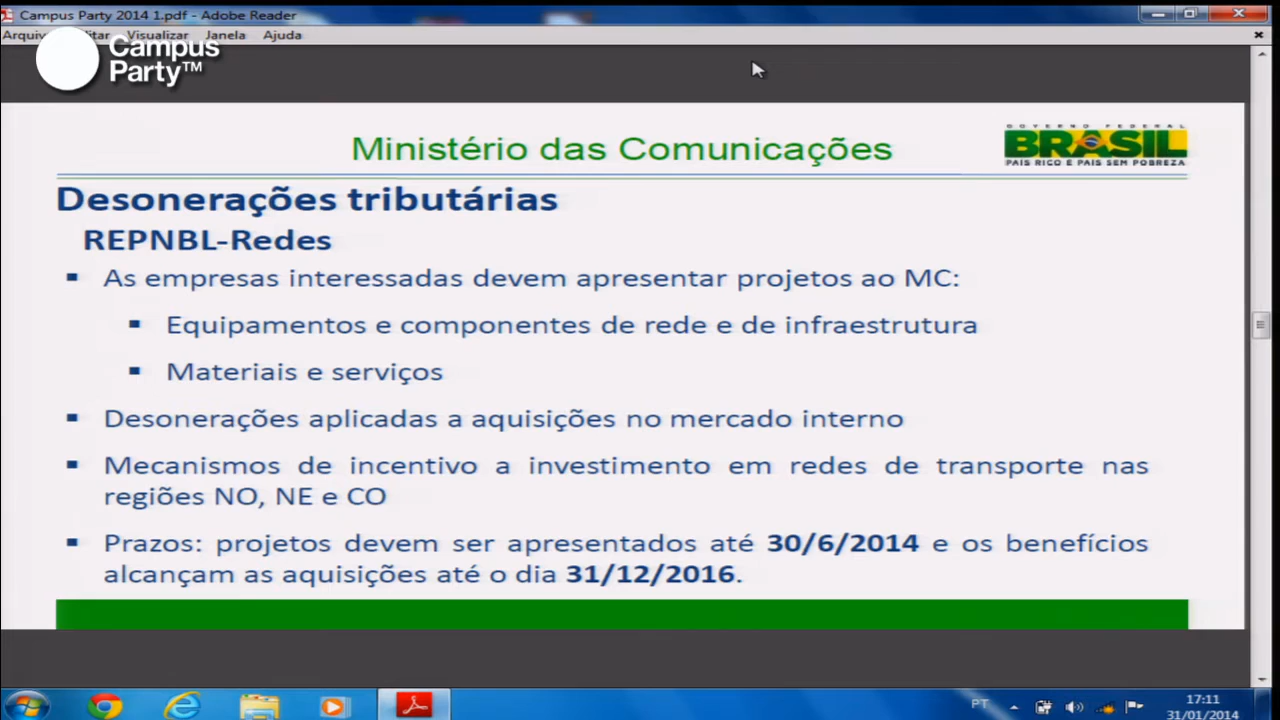 Campus Party 2014 1.pdf - Adobe Reader
Visualizar Janela Ajuda
Campus
Party™
Ministério das Comunicações
GOVERNO FEDERAL
BRASIL
PAÍS RICO É PAÍS SEM POBREZA
Desonerações tributárias
REPNBL-Redes
As empresas interessadas devem apresentar projetos ao MC:
Equipamentos e componentes de rede e de infraestrutura
Materiais e serviços
Desonerações aplicadas a aquisições no mercado interno
Mecanismos de incentivo a investimento em redes de transporte nas
regiões NO, NE e CO
Prazos: projetos devem ser apresentados até 30/6/2014 e os benefícios
alcançam as aquisições até o dia 31/12/2016.
PT
17:11
31/01/2014